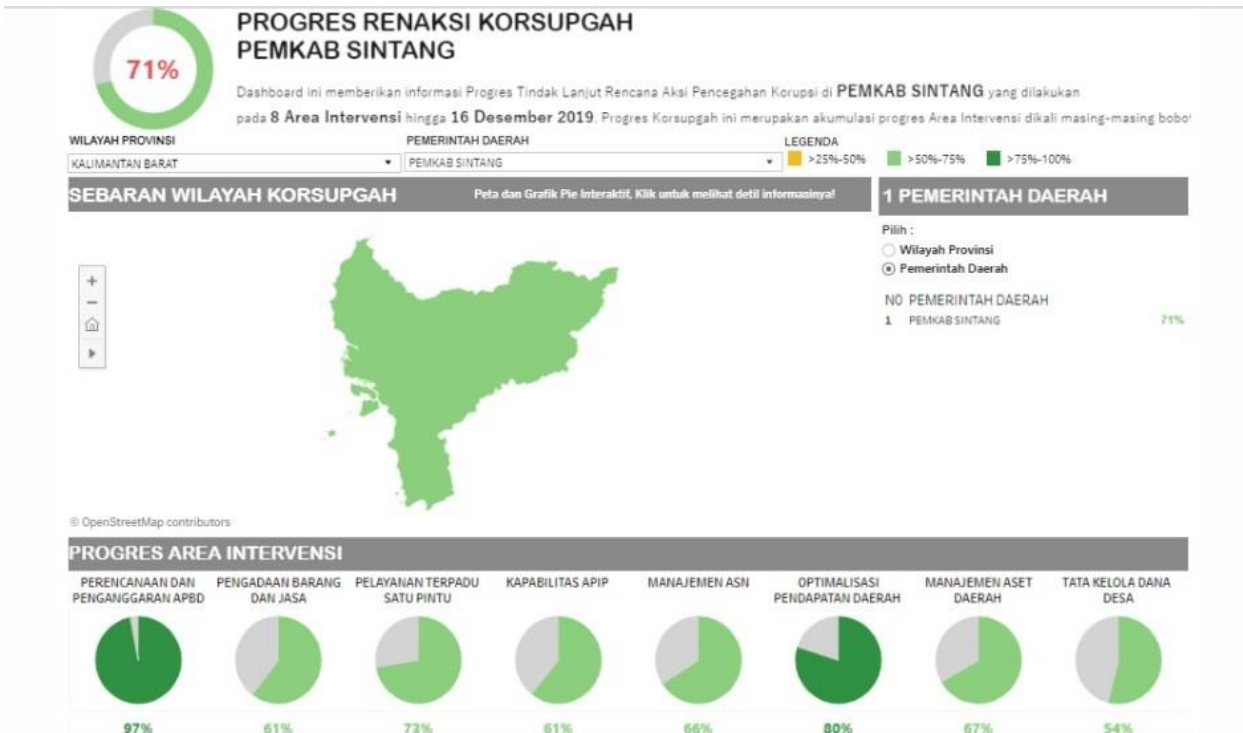 71%
PROGRES RENAKSI KORSUPGAH
PEMKAB SINTANG
Dashboard ini memberikan informasi Progres Tindak Lanjut Rencana Aksi Pencegahan Korupsi di PEMKAB SINTANG yang dilakukan
pada 8 Area Intervensi hingga 16 Desember 2019. Progres Korsupgah ini merupakan akumulasi progres Area Intervensi dikali masing-masing bobot
WILAYAH PROVINSI
KALIMANTAN BARAT
PEMERINTAH DAERAH
PEMKAB SINTANG
LEGENDA
>25%-50% >50%-75% >75%-100%
SEBARAN WILAYAH KORSUPGAH
Peta dan Grafik Pie Interaktif, Klik untuk melihat detil informasinya!
1 PEMERINTAH DAERAH
Pilih :
Wilayah Provinsi
Pemerintah Daerah
NO PEMERINTAH DAERAH
1 PEMKAB SINTANG 71%
© OpenStreetMap contributors
PROGRES AREA INTERVENSI
PERENCANAAN DAN
PENGANGGARAN APBD
PENGADAAN BARANG
DAN JASA
PELAYANAN TERPADU
SATU PINTU
KAPABILITAS APIP
MANAJEMEN ASN
OPTIMALISASI
PENDAPATAN DAERAH
MANAJEMEN ASET
DAERAH
TATA KELOLA DANA
DESA
97% 61% 73% 61% 66% 80% 67% 54%